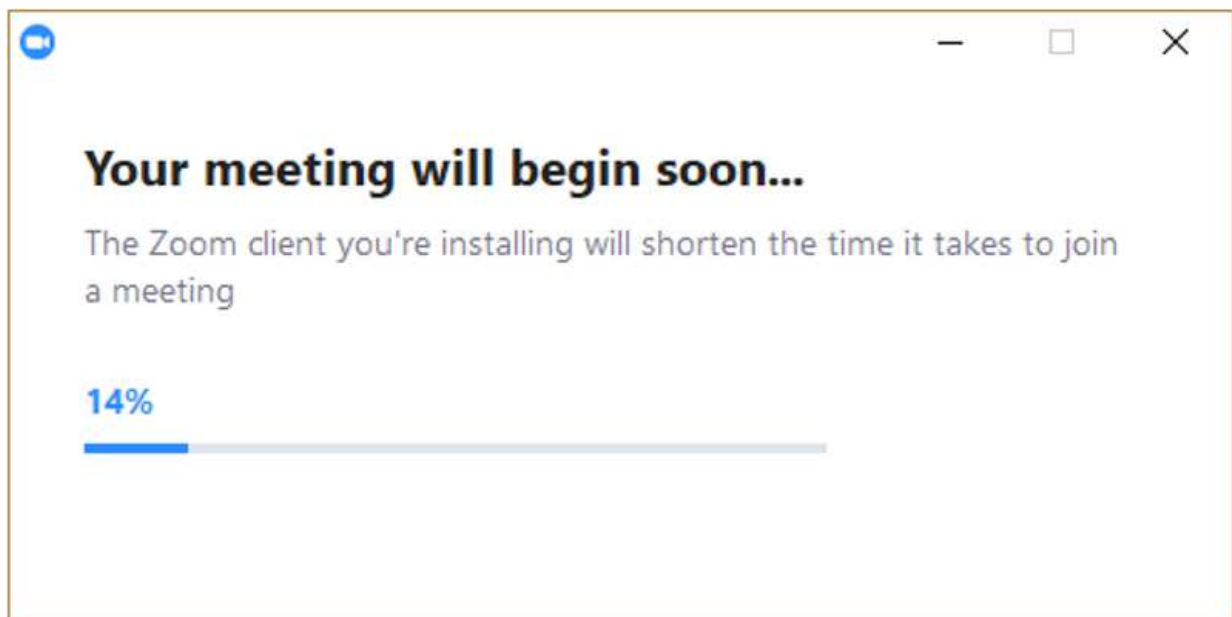 Your meeting will begin soon...
The Zoom client you're installing will shorten the time it takes to join
a meeting
14%